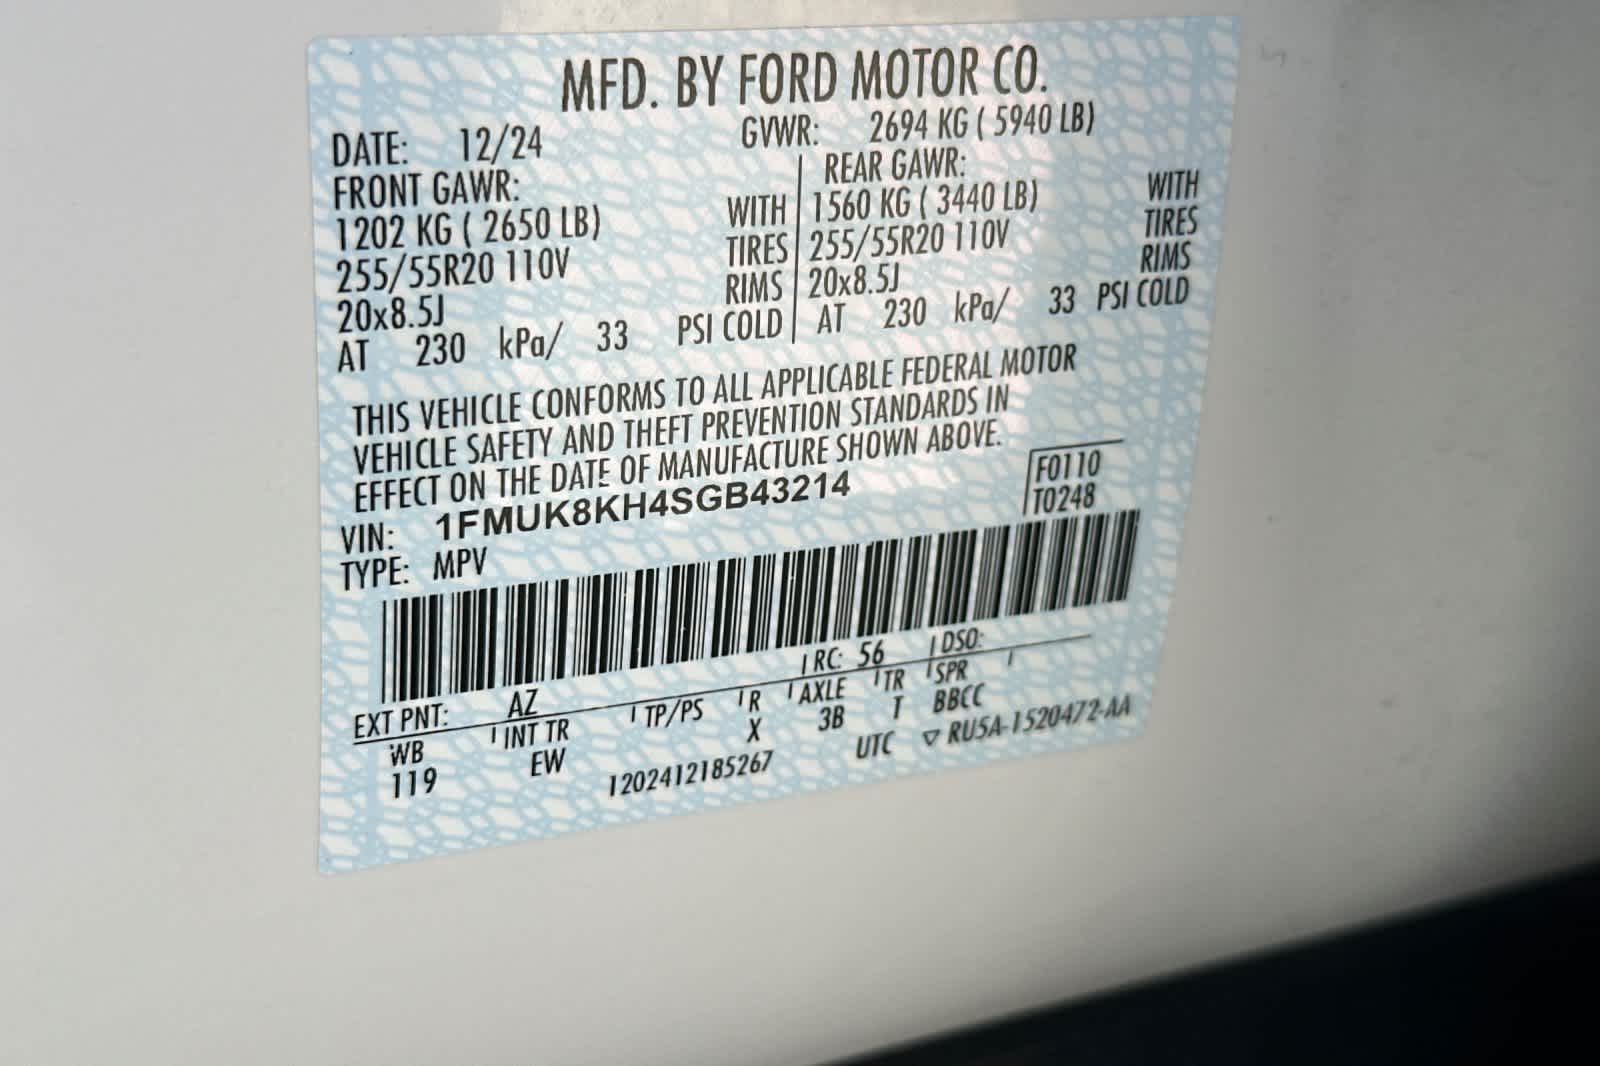 MFD. BY FORD MOTOR CO.
DATE: 12/24 GVWR: 2694 KG ( 5940 LB)
FRONT GAWR: REAR GAWR:
1202 KG ( 2650 LB) WITH 1560 KG ( 3440 LB) WITH
255/55R20 110V TIRES 255/55R20 110V TIRES
20x8.5J RIMS 20x8.5J RIMS
AT 230 kPa/ 33 PSI COLD AT 230 kPa/ 33 PSI COLD
THIS VEHICLE CONFORMS TO ALL APPLICABLE FEDERAL MOTOR
VEHICLE SAFETY AND THEFT PREVENTION STANDARDS IN
EFFECT ON THE DATE OF MANUFACTURE SHOWN ABOVE.
VIN: 1FMUK8KH4SGB43214 F0110
TYPE: MPV T0248
EXT PNT: AZ RC: 56 DSO:
WB INT TR TP/PS R AXLE TR SPR
119 EW X 3B T BBCC
1202412185267 UTC ▽ RU5A-1520472-AA